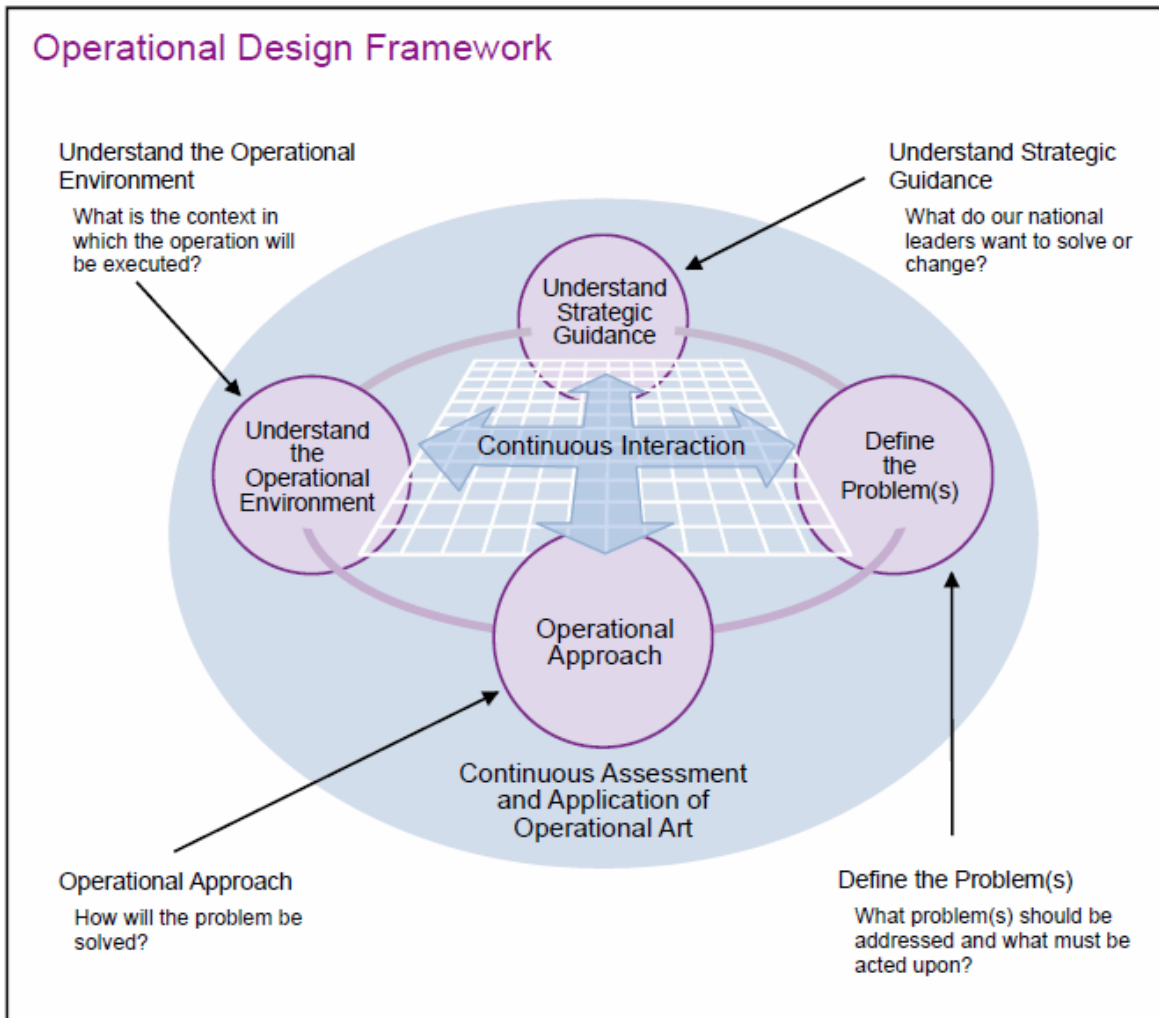 Operational Design Framework
Understand the Operational
Environment
What is the context in
which the operation will
be executed?
Understand Strategic
Guidance
What do our national
leaders want to solve or
change?
Understand
Strategic
Guidance
Understand
the
Operational
Environment
Continuous Interaction
Define
the
Problem(s)
Operational
Approach
Continuous Assessment
and Application of
Operational Art
Operational Approach
How will the problem be
solved?
Define the Problem(s)
What problem(s) should be
addressed and what must be
acted upon?